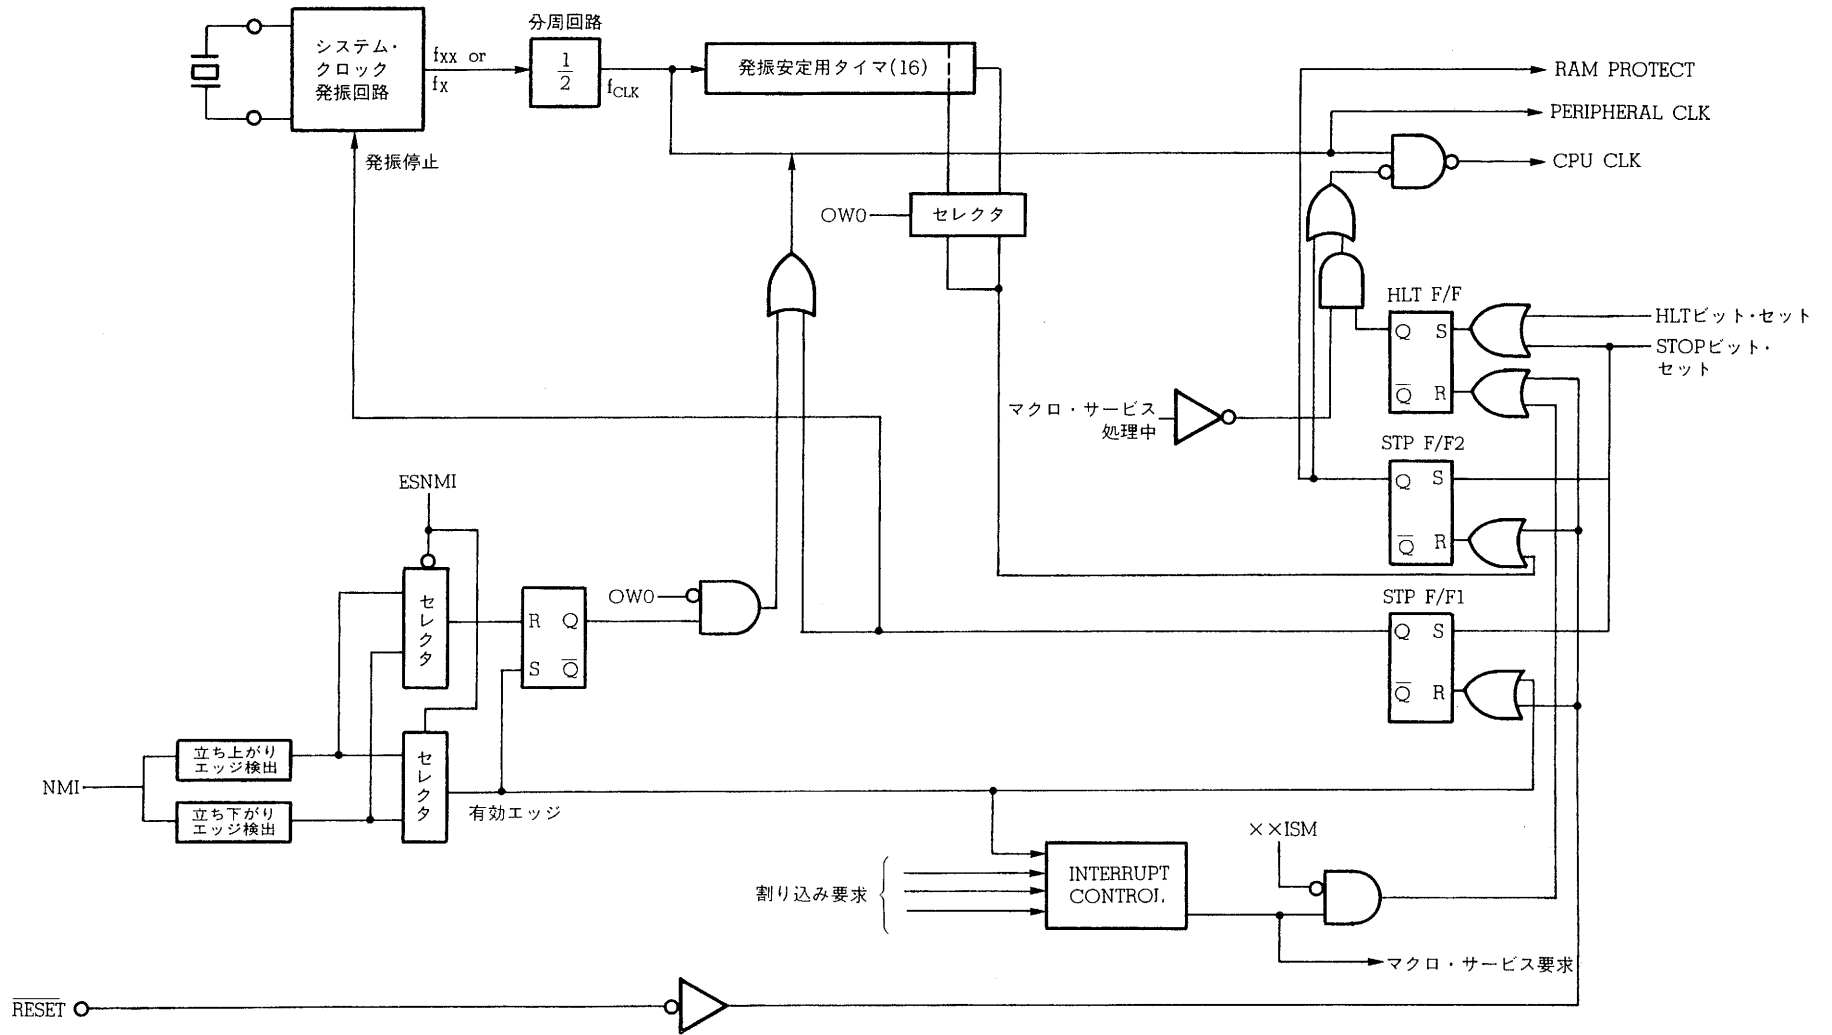 分周回路
システム・
クロック
発振回路
fXX or
fX
1
2
fCLK
発振安定用タイマ(16)
RAM PROTECT
PERIPHERAL CLK
CPU CLK
発振停止
OW0
セレクタ
HLT F/F
Q S
Q̅ R
HLTビット・セット
STOPビット・
セット
マクロ・サービス
処理中
STP F/F2
Q S
Q̅ R
ESNMI
セレクタ
R Q
S Q̅
OW0
STP F/F1
Q S
Q̅ R
立ち上がり
エッジ検出
NMI
立ち下がり
エッジ検出
セレクタ
有効エッジ
××ISM
割り込み要求
INTERRUPT
CONTROL
マクロ・サービス要求
R̅E̅S̅E̅T̅